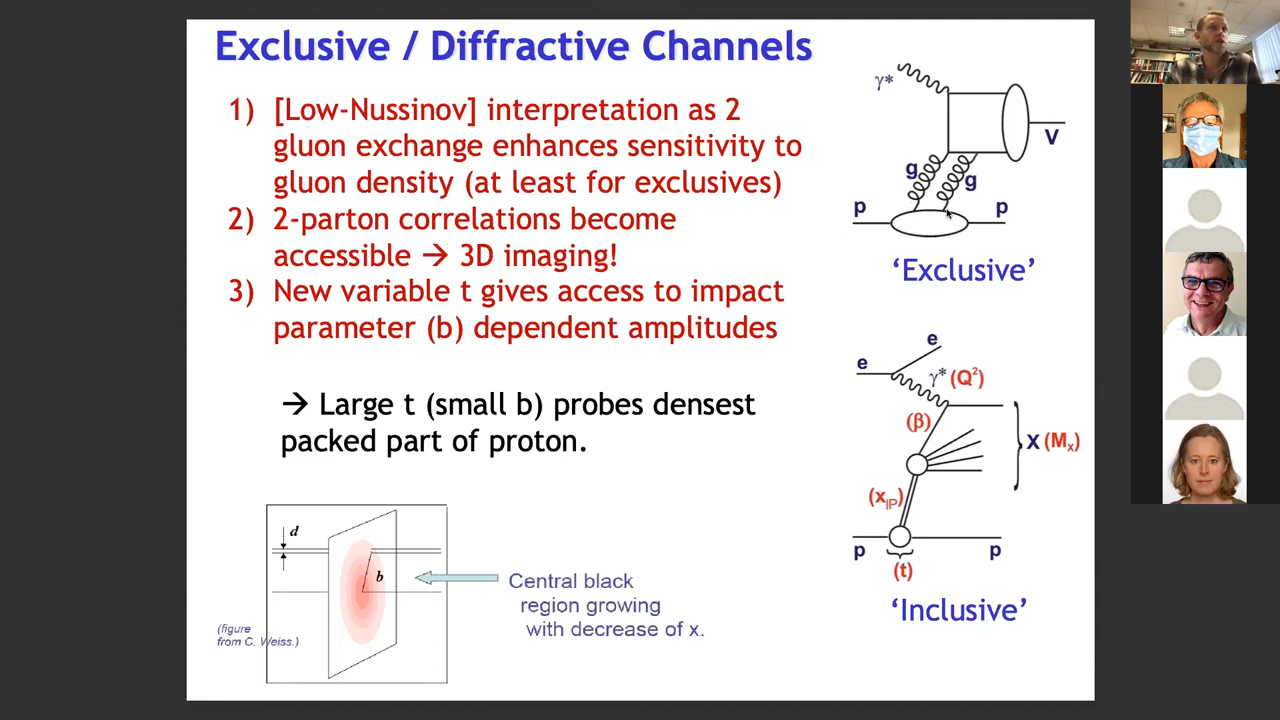 Exclusive / Diffractive Channels
1) [Low-Nussinov] interpretation as 2
gluon exchange enhances sensitivity to
gluon density (at least for exclusives)
2) 2-parton correlations become
accessible → 3D imaging!
3) New variable t gives access to impact
parameter (b) dependent amplitudes
→ Large t (small b) probes densest
packed part of proton.
d
b
(figure
from C. Weiss.)
Central black
region growing
with decrease of x.
γ*
V
g
g
p
p
‘Exclusive’
e
e
γ* (Q²)
(β)
X (Mₓ)
(x_IP)
p
p
(t)
‘Inclusive’